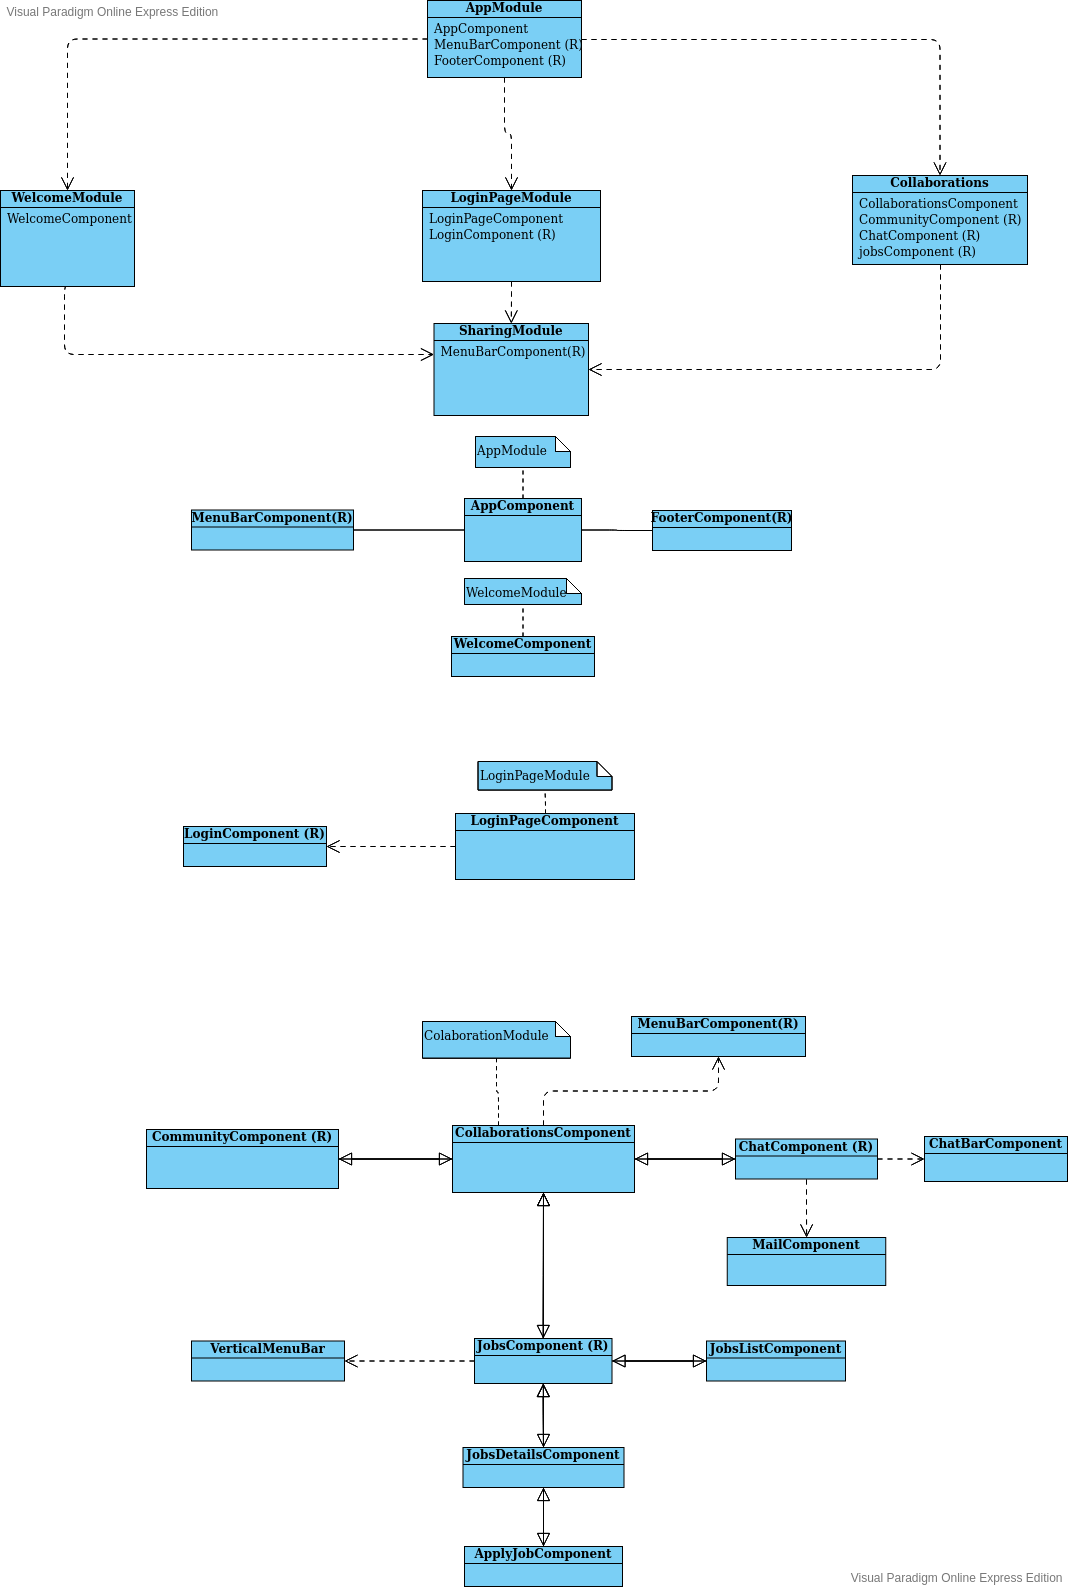 Visual Paradigm Online Express Edition
AppModule
AppComponent
MenuBarComponent (R)
FooterComponent (R)
WelcomeModule
WelcomeComponent
LoginPageModule
LoginPageComponent
LoginComponent (R)
Collaborations
CollaborationsComponent
CommunityComponent (R)
ChatComponent (R)
jobsComponent (R)
SharingModule
MenuBarComponent(R)
AppModule
MenuBarComponent(R)
AppComponent
FooterComponent(R)
WelcomeModule
WelcomeComponent
LoginPageModule
LoginComponent (R)
LoginPageComponent
ColaborationModule
MenuBarComponent(R)
CommunityComponent (R)
CollaborationsComponent
ChatComponent (R)
ChatBarComponent
MailComponent
VerticalMenuBar
JobsComponent (R)
JobsListComponent
JobsDetailsComponent
ApplyJobComponent
Visual Paradigm Online Express Edition